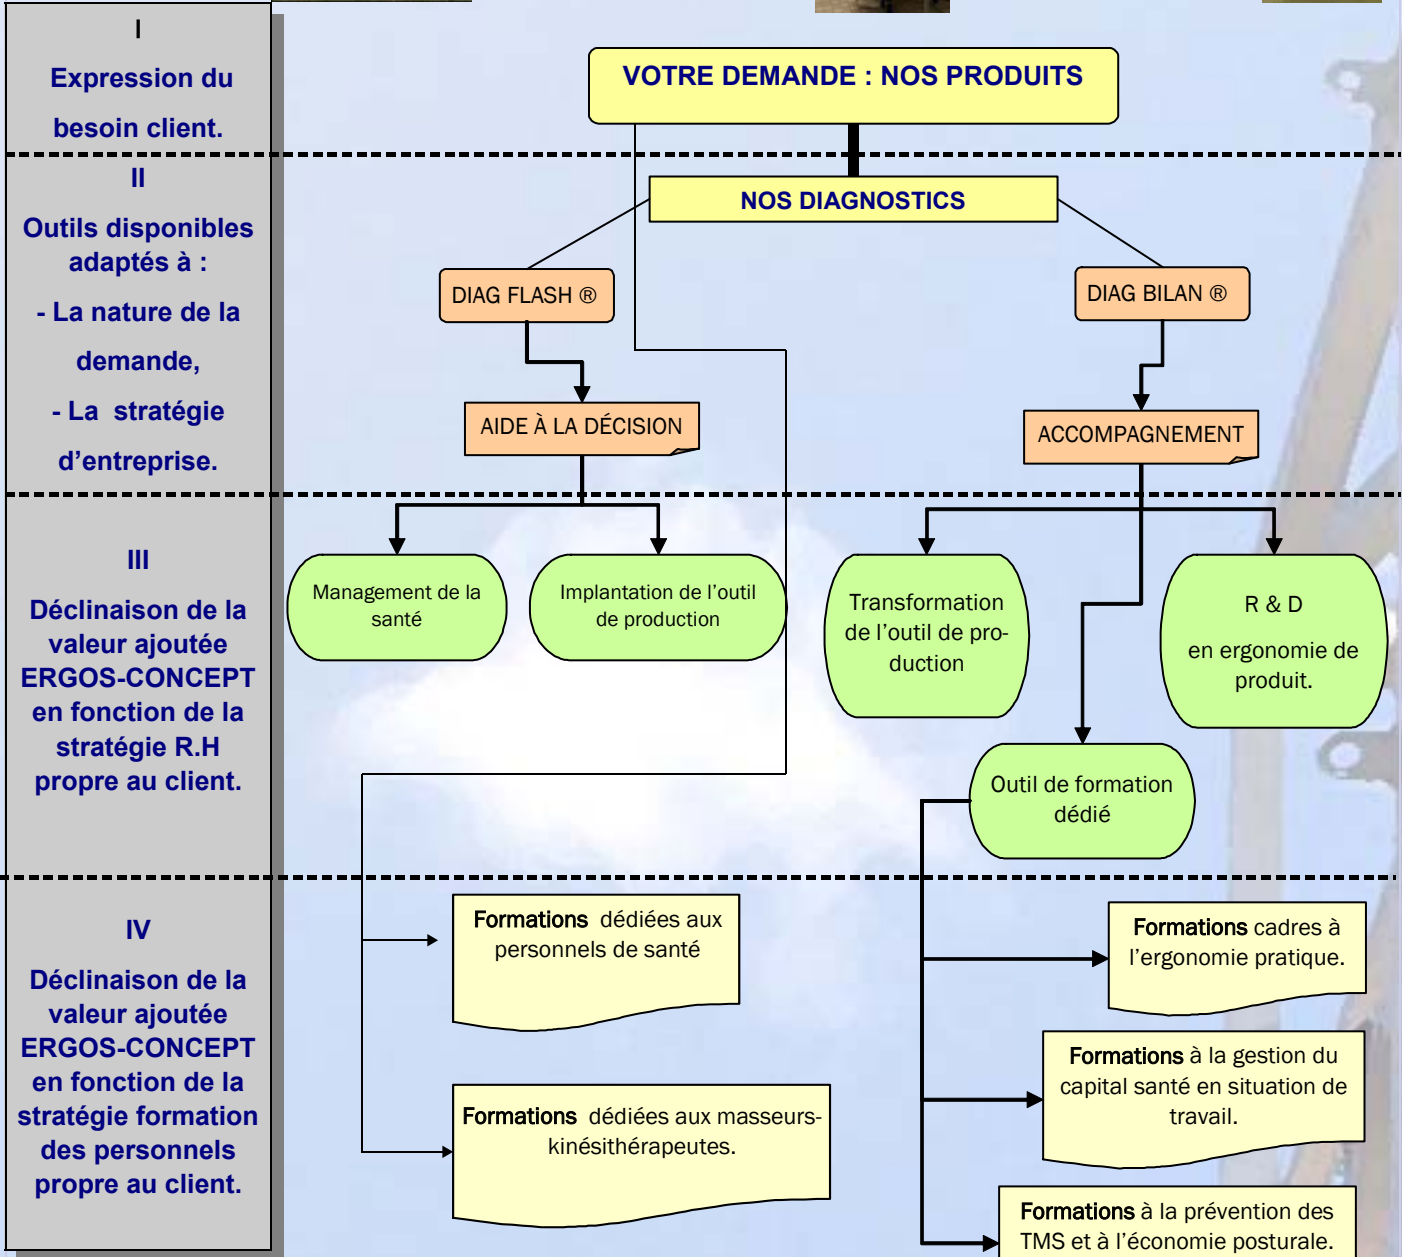 I
Expression du
besoin client.
VOTRE DEMANDE : NOS PRODUITS
II
Outils disponibles
adaptés à :
- La nature de la
demande,
- La stratégie
d’entreprise.
NOS DIAGNOSTICS
DIAG FLASH ®
DIAG BILAN ®
AIDE À LA DÉCISION
ACCOMPAGNEMENT
III
Déclinaison de la
valeur ajoutée
ERGOS-CONCEPT
en fonction de la
stratégie R.H
propre au client.
Management de la
santé
Implantation de l’outil
de production
Transformation
de l’outil de pro-
duction
R & D
en ergonomie de
produit.
Outil de formation
dédié
IV
Déclinaison de la
valeur ajoutée
ERGOS-CONCEPT
en fonction de la
stratégie formation
des personnels
propre au client.
Formations dédiées aux
personnels de santé
Formations dédiées aux masseurs-
kinésithérapeutes.
Formations cadres à
l’ergonomie pratique.
Formations à la gestion du
capital santé en situation de
travail.
Formations à la prévention des
TMS et à l’économie posturale.